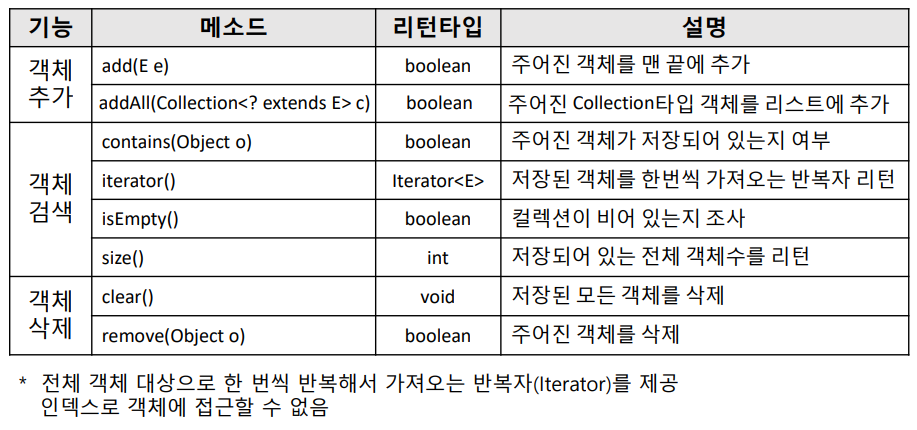 기능 메소드 리턴타입 설명
객체 추가 add(E e) boolean 주어진 객체를 맨 끝에 추가
addAll(Collection<? extends E> c) boolean 주어진 Collection타입 객체를 리스트에 추가
객체 검색 contains(Object o) boolean 주어진 객체가 저장되어 있는지 여부
iterator() Iterator<E> 저장된 객체를 한번씩 가져오는 반복자 리턴
isEmpty() boolean 컬렉션이 비어 있는지 조사
size() int 저장되어 있는 전체 객체수를 리턴
객체 삭제 clear() void 저장된 모든 객체를 삭제
remove(Object o) boolean 주어진 객체를 삭제
* 전체 객체 대상으로 한 번씩 반복해서 가져오는 반복자(Iterator)를 제공
인덱스로 객체에 접근할 수 없음